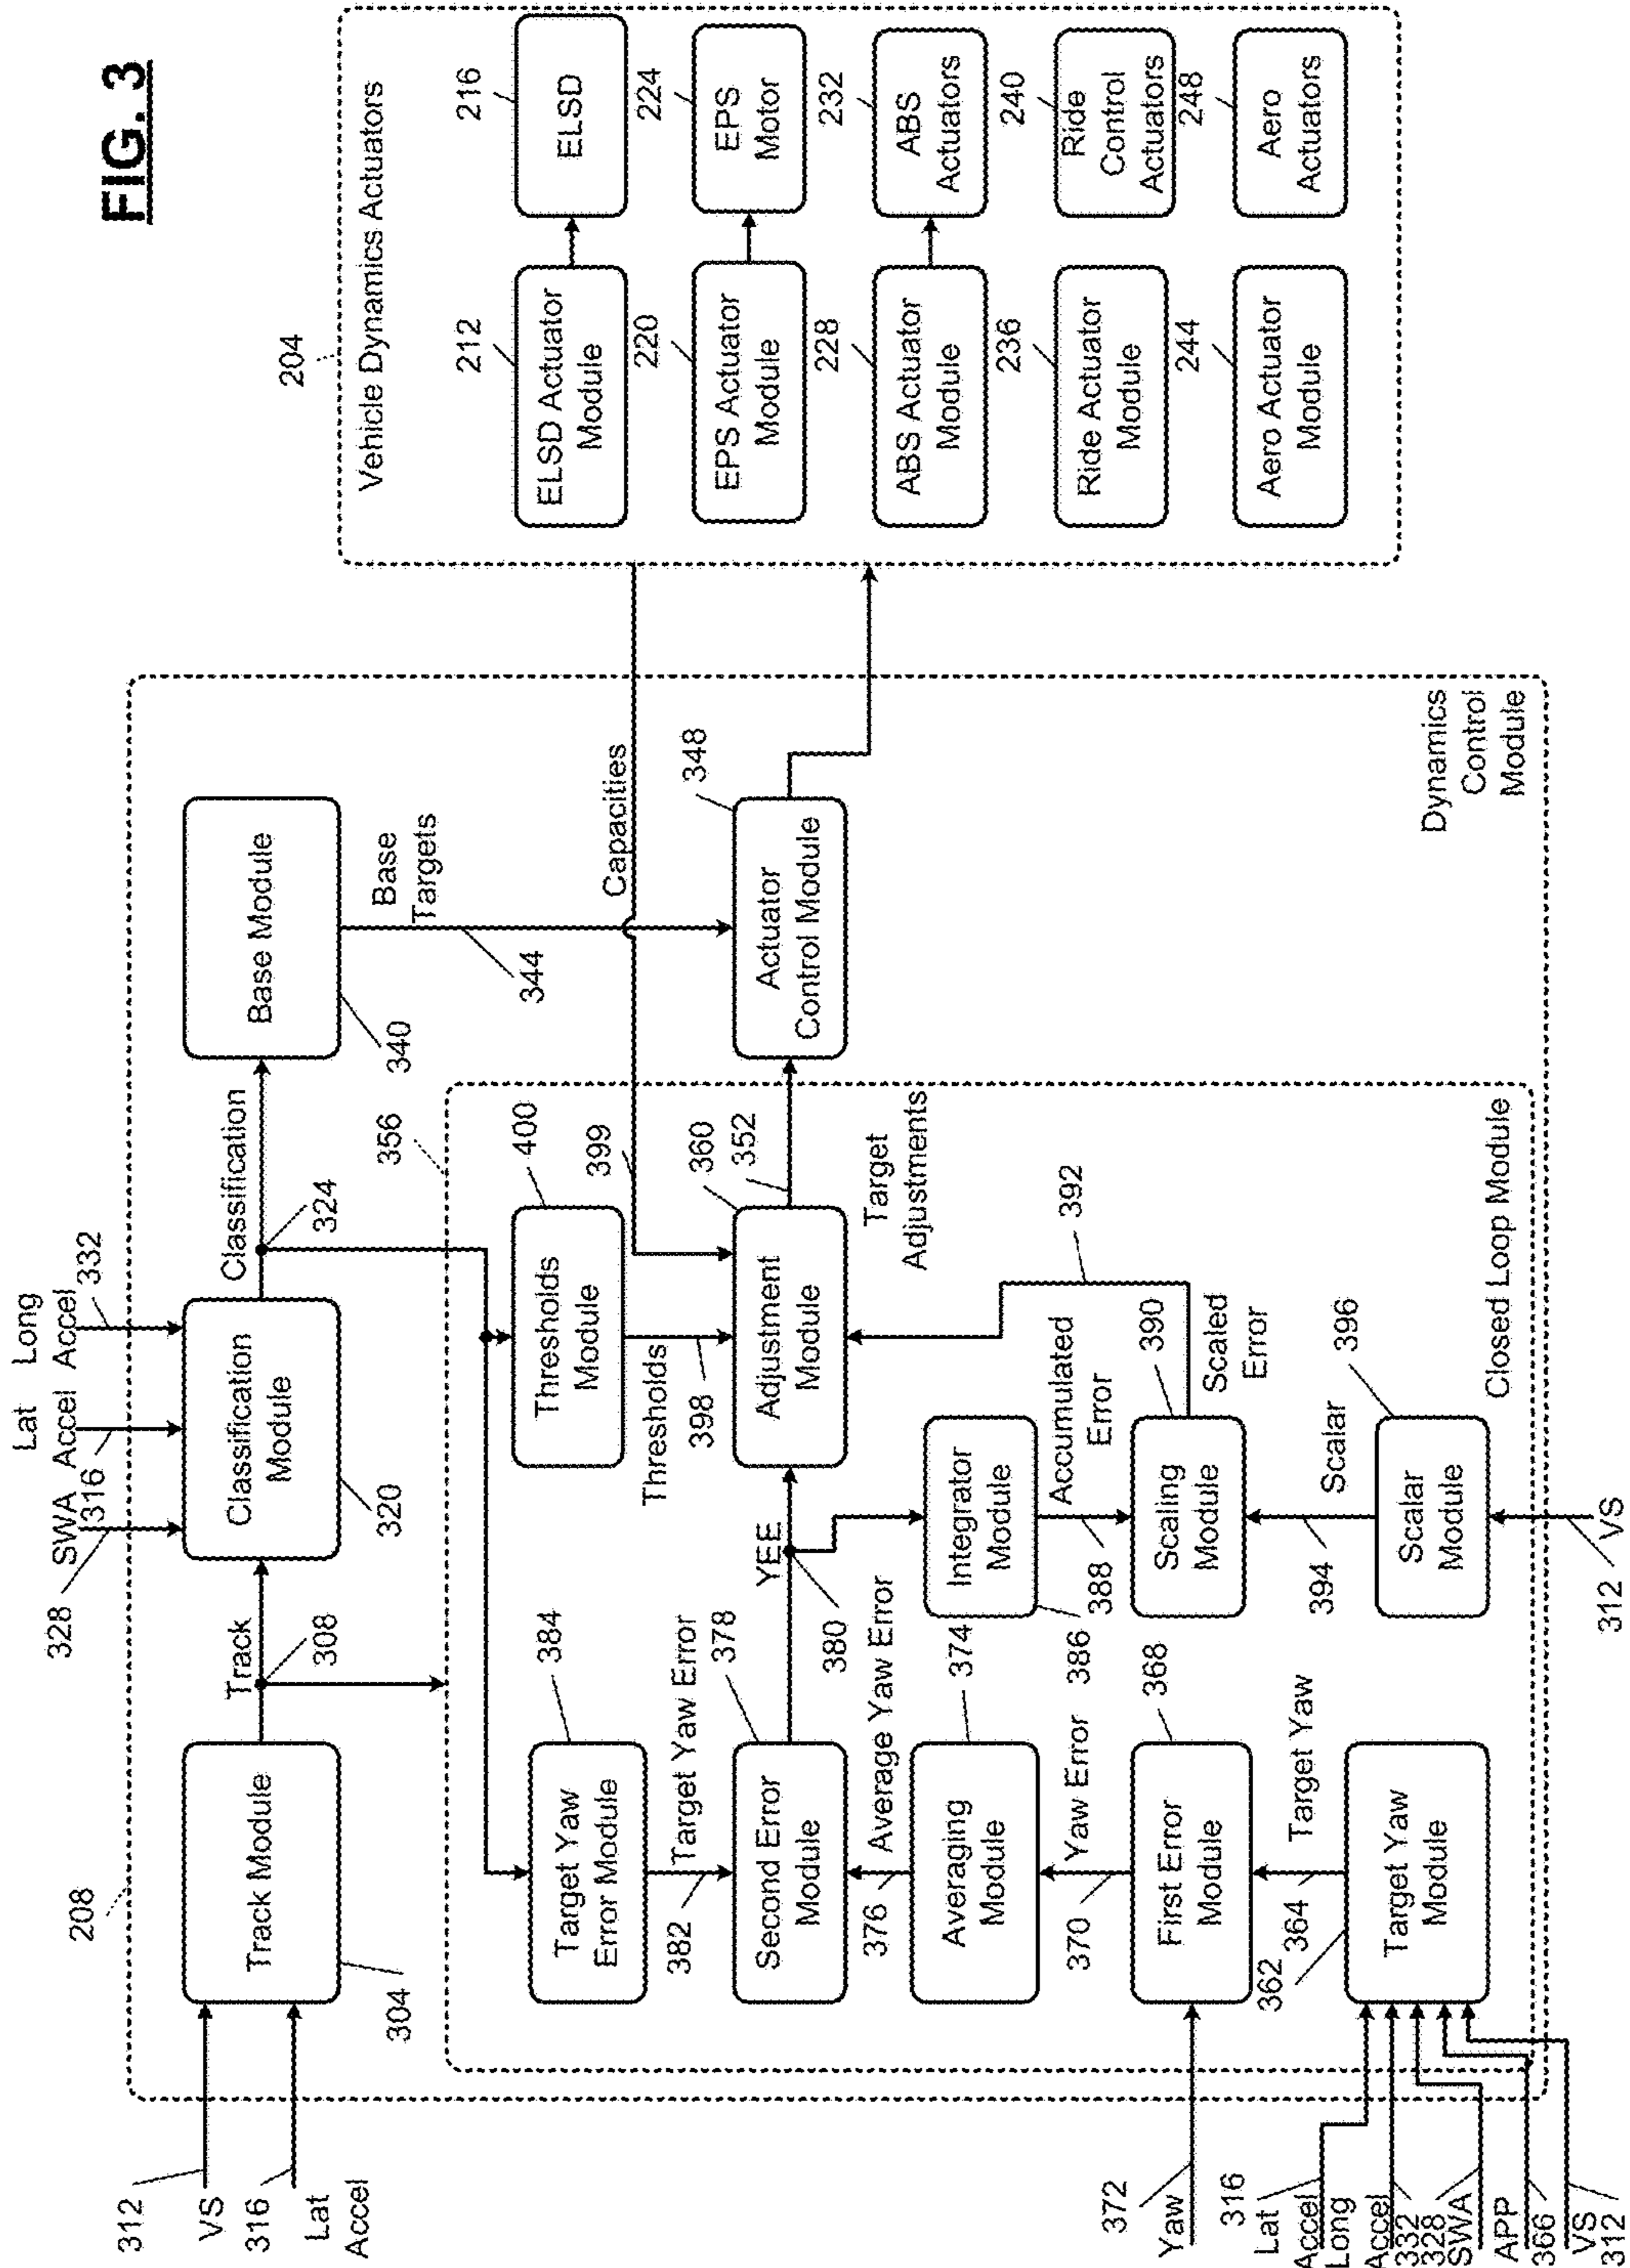 FIG. 3
204
Vehicle Dynamics Actuators
212
ELSD Actuator
Module
216
ELSD
220
EPS Actuator
Module
224
EPS
Motor
228
ABS Actuator
Module
232
ABS
Actuators
236
Ride Actuator
Module
240
Ride
Control
Actuators
244
Aero Actuator
Module
248
Aero
Actuators
208
312
VS
316
Lat
Accel
Track Module
304
Track
308
328
SWA
316
Lat
Accel
Long
Accel
332
Classification
Module
320
Classification
324
Base Module
340
Base
Targets
344
Capacities
348
Actuator
Control Module
Dynamics
Control
Module
356
384
Target Yaw
Error Module
382
Target Yaw Error
378
Second Error
Module
376
Average Yaw Error
374
Averaging
Module
370
Yaw Error
368
First Error
Module
364
Target Yaw
362
Target Yaw
Module
YEE
380
400
Thresholds
Module
Thresholds
398
399
360
352
Adjustment
Module
Target
Adjustments
392
Integrator
Module
386
388
Accumulated
Error
390
Scaling
Module
Scaled
Error
394
Scalar
396
Scalar
Module
312
VS
Closed Loop Module
372
Yaw
316
Lat
Accel
Long
Accel
332
328
SWA
APP
366
VS
312